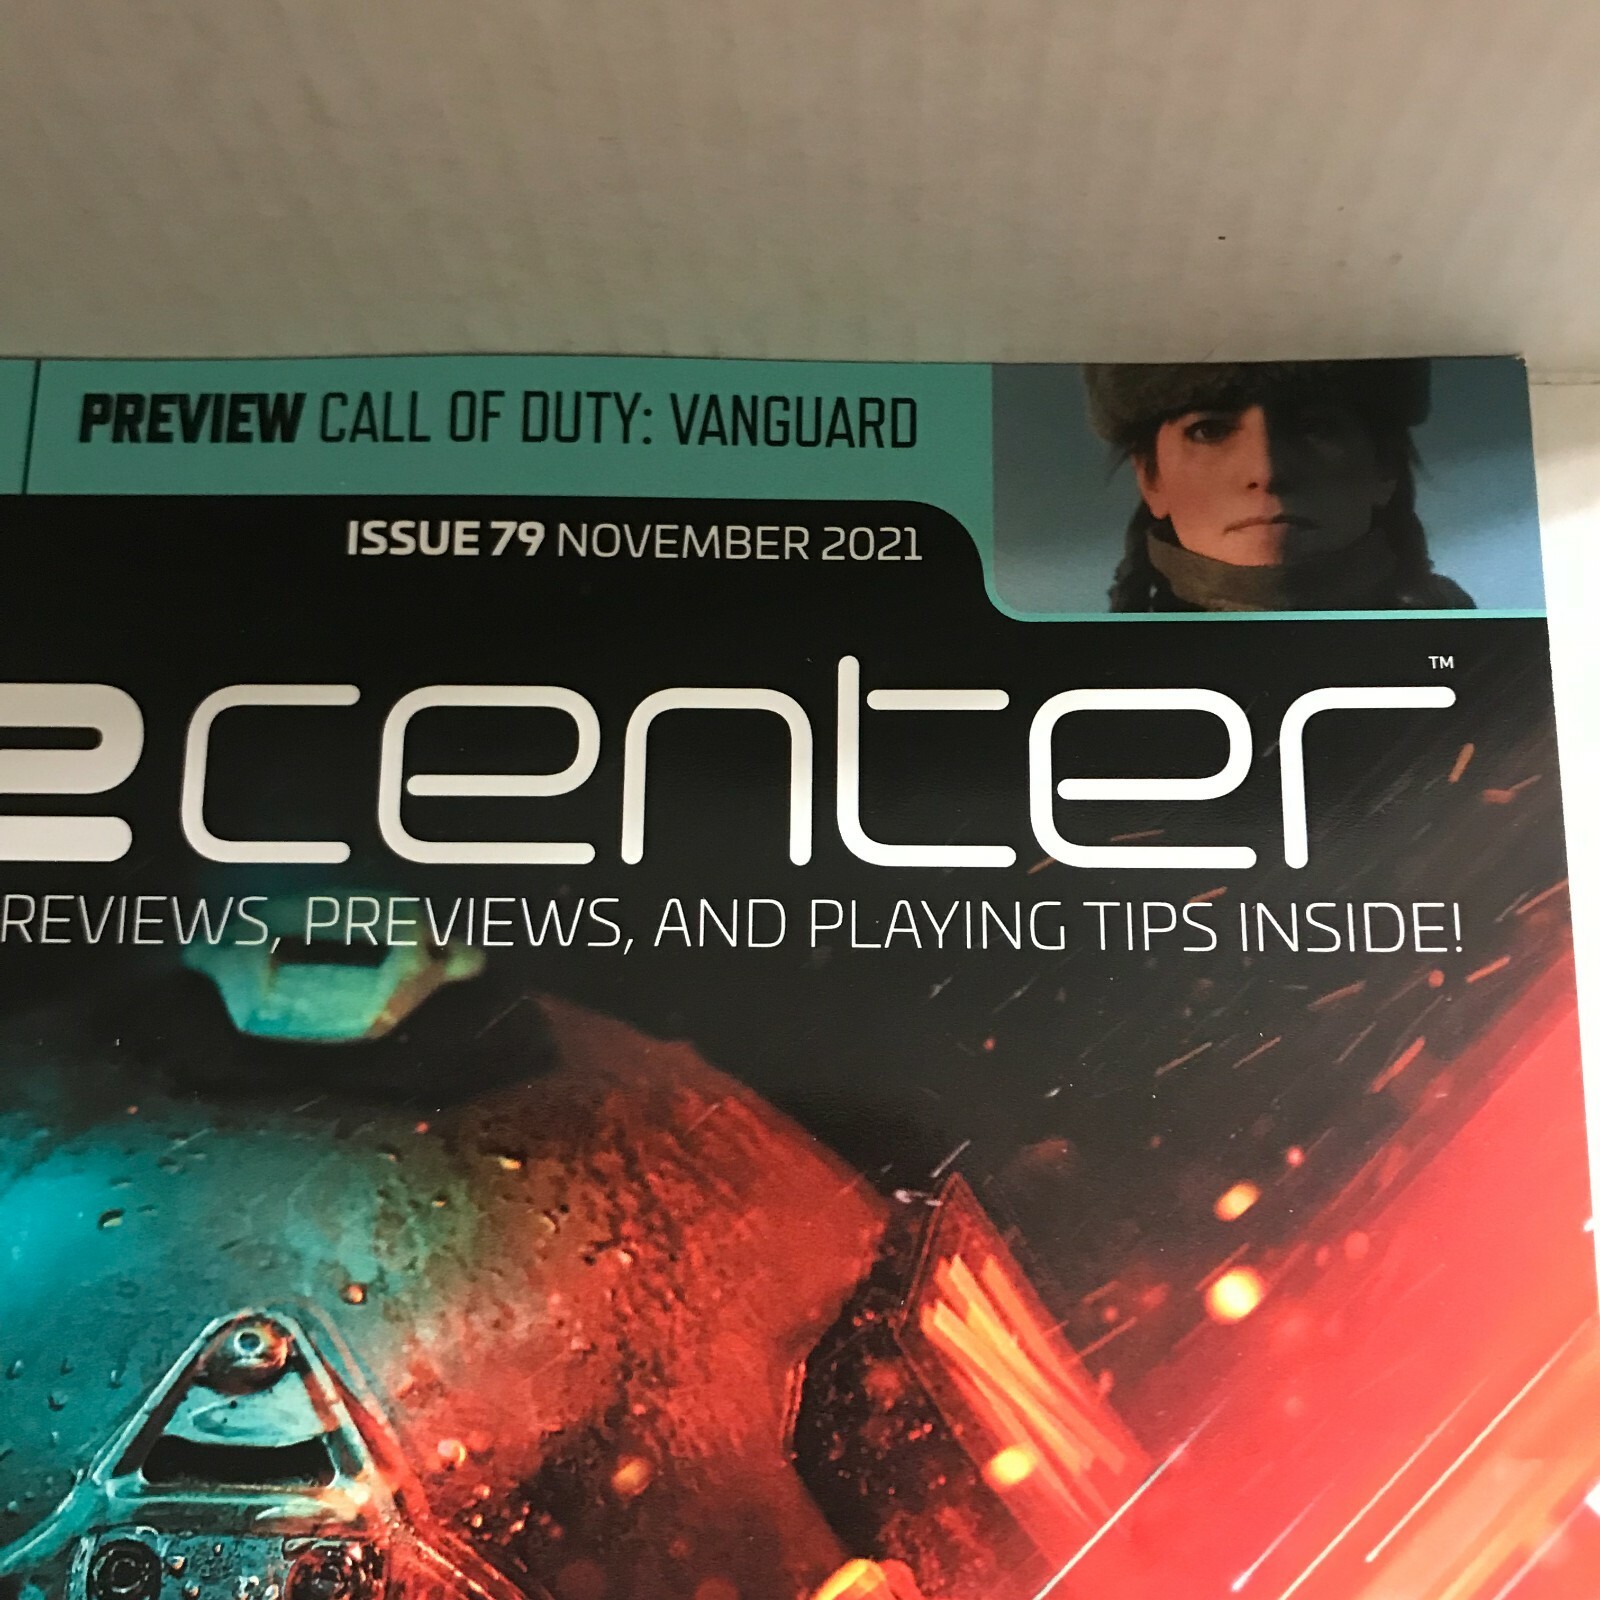 PREVIEW CALL OF DUTY: VANGUARD
ISSUE 79 NOVEMBER 2021
e center™
REVIEWS, PREVIEWS, AND PLAYING TIPS INSIDE!